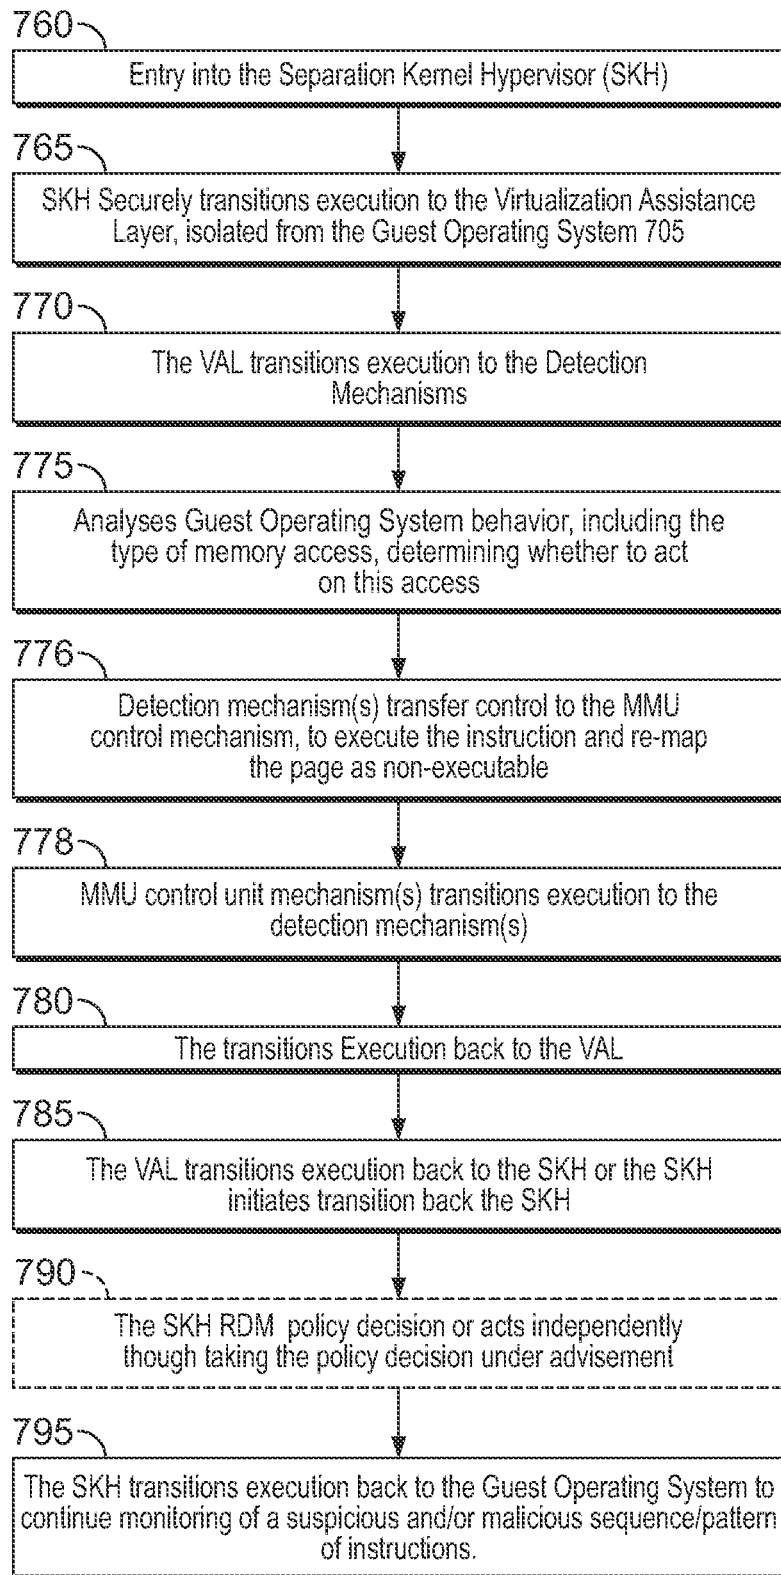 760
Entry into the Separation Kernel Hypervisor (SKH)
765
SKH Securely transitions execution to the Virtualization Assistance
Layer, isolated from the Guest Operating System 705
770
The VAL transitions execution to the Detection
Mechanisms
775
Analyses Guest Operating System behavior, including the
type of memory access, determining whether to act
on this access
776
Detection mechanism(s) transfer control to the MMU
control mechanism, to execute the instruction and re-map
the page as non-executable
778
MMU control unit mechanism(s) transitions execution to the
detection mechanism(s)
780
The transitions Execution back to the VAL
785
The VAL transitions execution back to the SKH or the SKH
initiates transition back the SKH
790
The SKH RDM policy decision or acts independently
though taking the policy decision under advisement
795
The SKH transitions execution back to the Guest Operating System to
continue monitoring of a suspicious and/or malicious sequence/pattern
of instructions.